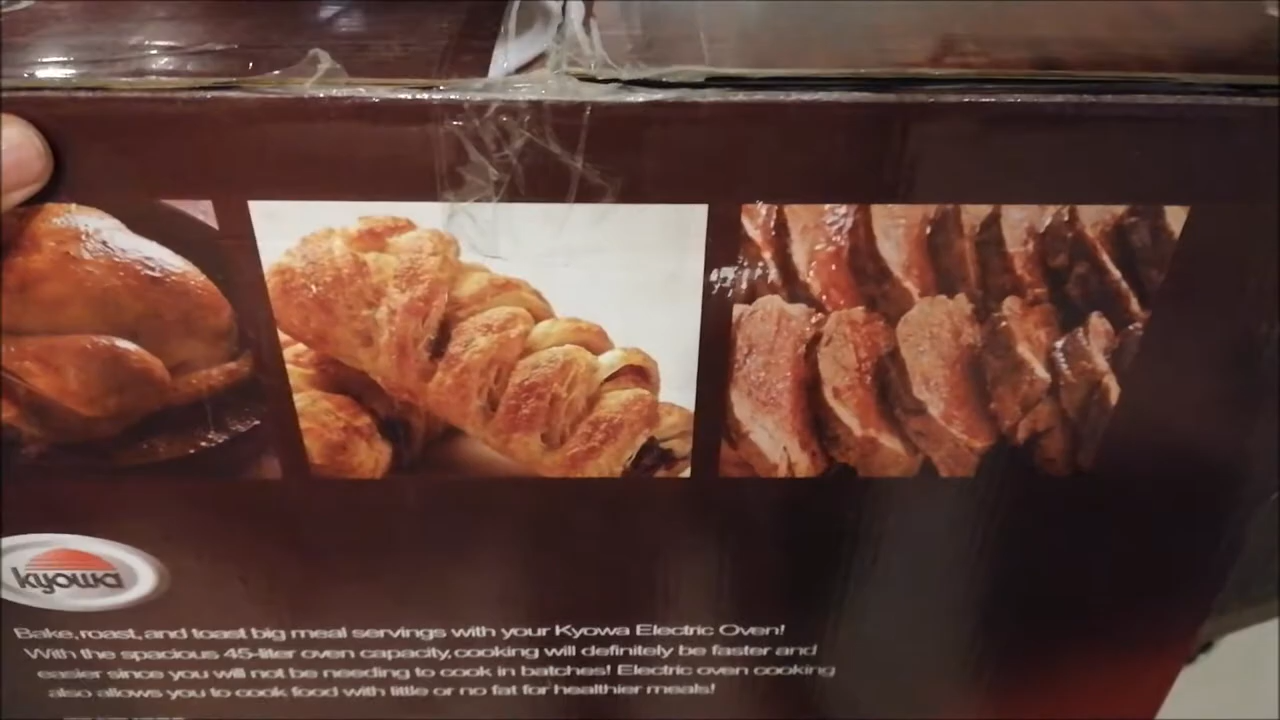 kyowa
Bake, roast, and toast big meal servings with your Kyowa Electric Oven!
With the spacious 45-liter oven capacity, cooking will definitely be faster and
easier since you will not be needing to cook in batches! Electric oven cooking
also allows you to cook food with little or no fat for healthier meals!